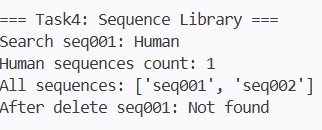 === Task4: Sequence Library ===
Search seq001: Human
Human sequences count: 1
All sequences: ['seq001', 'seq002']
After delete seq001: Not found